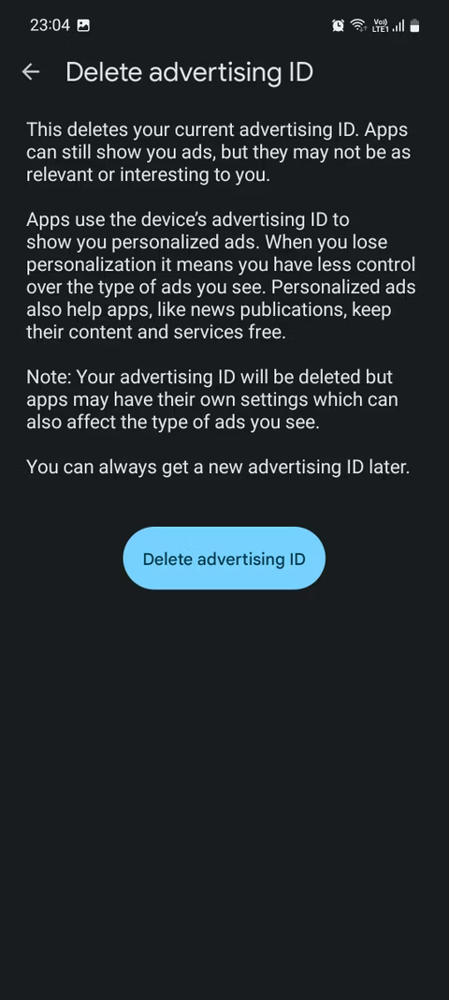 23:04
Vo))
LTE1
Delete advertising ID
This deletes your current advertising ID. Apps
can still show you ads, but they may not be as
relevant or interesting to you.
Apps use the device’s advertising ID to
show you personalized ads. When you lose
personalization it means you have less control
over the type of ads you see. Personalized ads
also help apps, like news publications, keep
their content and services free.
Note: Your advertising ID will be deleted but
apps may have their own settings which can
also affect the type of ads you see.
You can always get a new advertising ID later.
Delete advertising ID